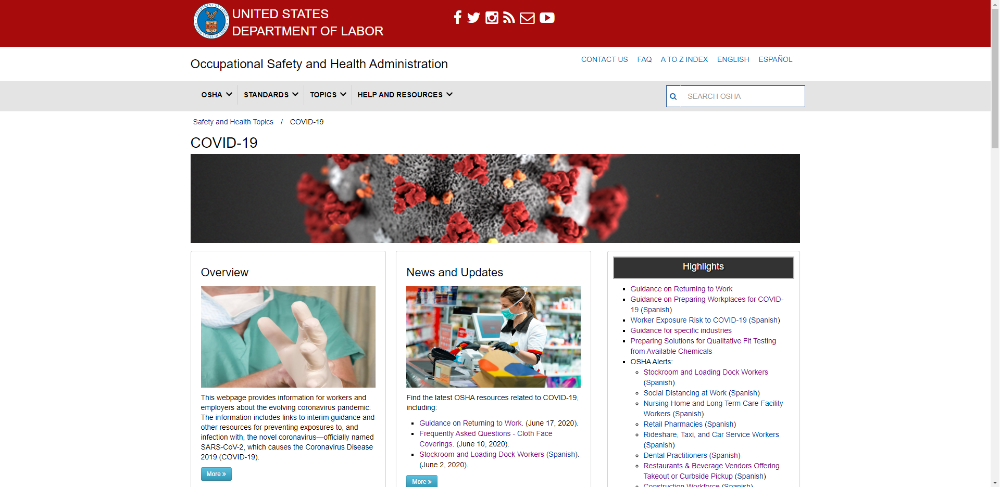 UNITED STATES
DEPARTMENT OF LABOR
Occupational Safety and Health Administration
CONTACT US FAQ A TO Z INDEX ENGLISH ESPAÑOL
OSHA STANDARDS TOPICS HELP AND RESOURCES
SEARCH OSHA
Safety and Health Topics / COVID-19
COVID-19
Overview
This webpage provides information for workers and
employers about the evolving coronavirus pandemic.
The information includes links to interim guidance and
other resources for preventing exposures to, and
infection with, the novel coronavirus—officially named
SARS-CoV-2, which causes the Coronavirus Disease
2019 (COVID-19).
More »
News and Updates
Find the latest OSHA resources related to COVID-19,
including:
Guidance on Returning to Work. (June 17, 2020).
Frequently Asked Questions - Cloth Face
Coverings. (June 10, 2020).
Stockroom and Loading Dock Workers (Spanish).
(June 2, 2020).
More »
Highlights
Guidance on Returning to Work
Guidance on Preparing Workplaces for COVID-
19 (Spanish)
Worker Exposure Risk to COVID-19 (Spanish)
Guidance for specific industries
Preparing Solutions for Qualitative Fit Testing
from Available Chemicals
OSHA Alerts:
Stockroom and Loading Dock Workers
(Spanish)
Social Distancing at Work (Spanish)
Nursing Home and Long Term Care Facility
Workers (Spanish)
Retail Pharmacies (Spanish)
Rideshare, Taxi, and Car Service Workers
(Spanish)
Dental Practitioners (Spanish)
Restaurants & Beverage Vendors Offering
Takeout or Curbside Pickup (Spanish)
Construction Workforce (Spanish)